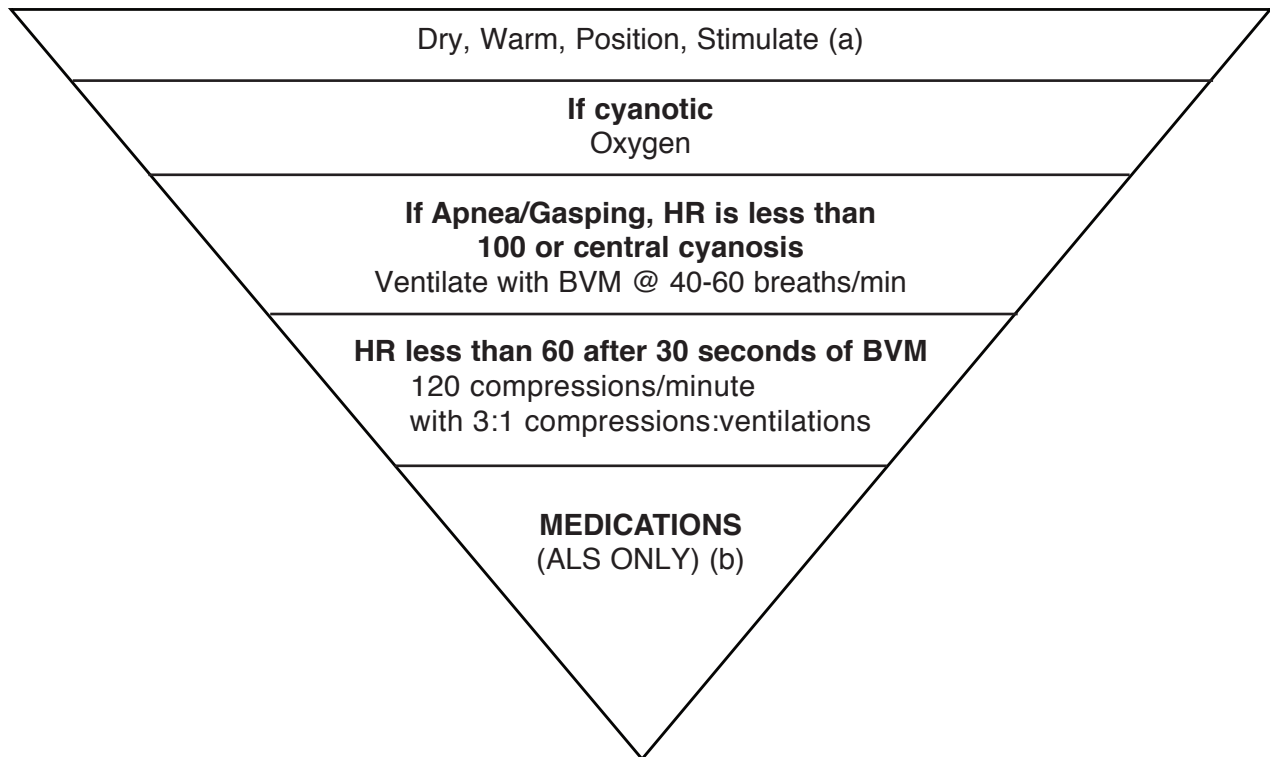 Dry, Warm, Position, Stimulate (a)
If cyanotic
Oxygen
If Apnea/Gasping, HR is less than
100 or central cyanosis
Ventilate with BVM @ 40-60 breaths/min
HR less than 60 after 30 seconds of BVM
120 compressions/minute
with 3:1 compressions:ventilations
MEDICATIONS
(ALS ONLY) (b)